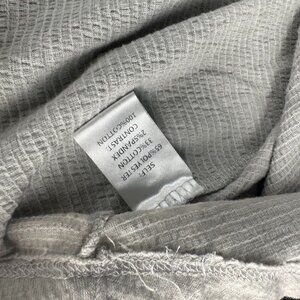 SELF:
65%POLYESTER
33%COTTON
2%SPANDEX
CONTRAST:
100%COTTON